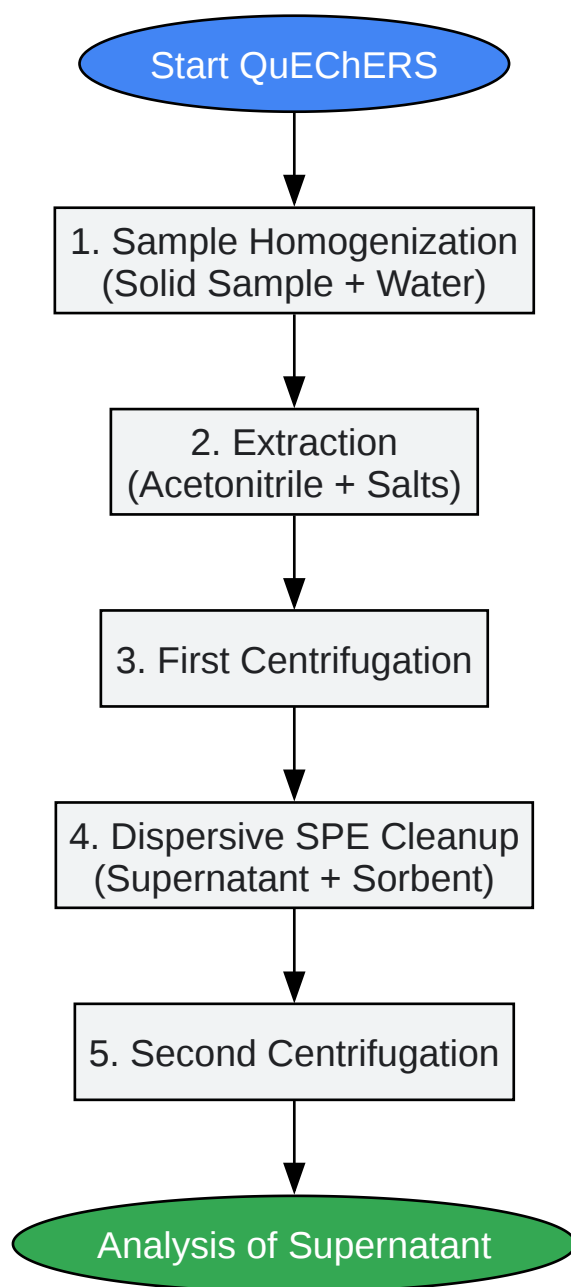 Start QuEChERS
1. Sample Homogenization
(Solid Sample + Water)
2. Extraction
(Acetonitrile + Salts)
3. First Centrifugation
4. Dispersive SPE Cleanup
(Supernatant + Sorbent)
5. Second Centrifugation
Analysis of Supernatant